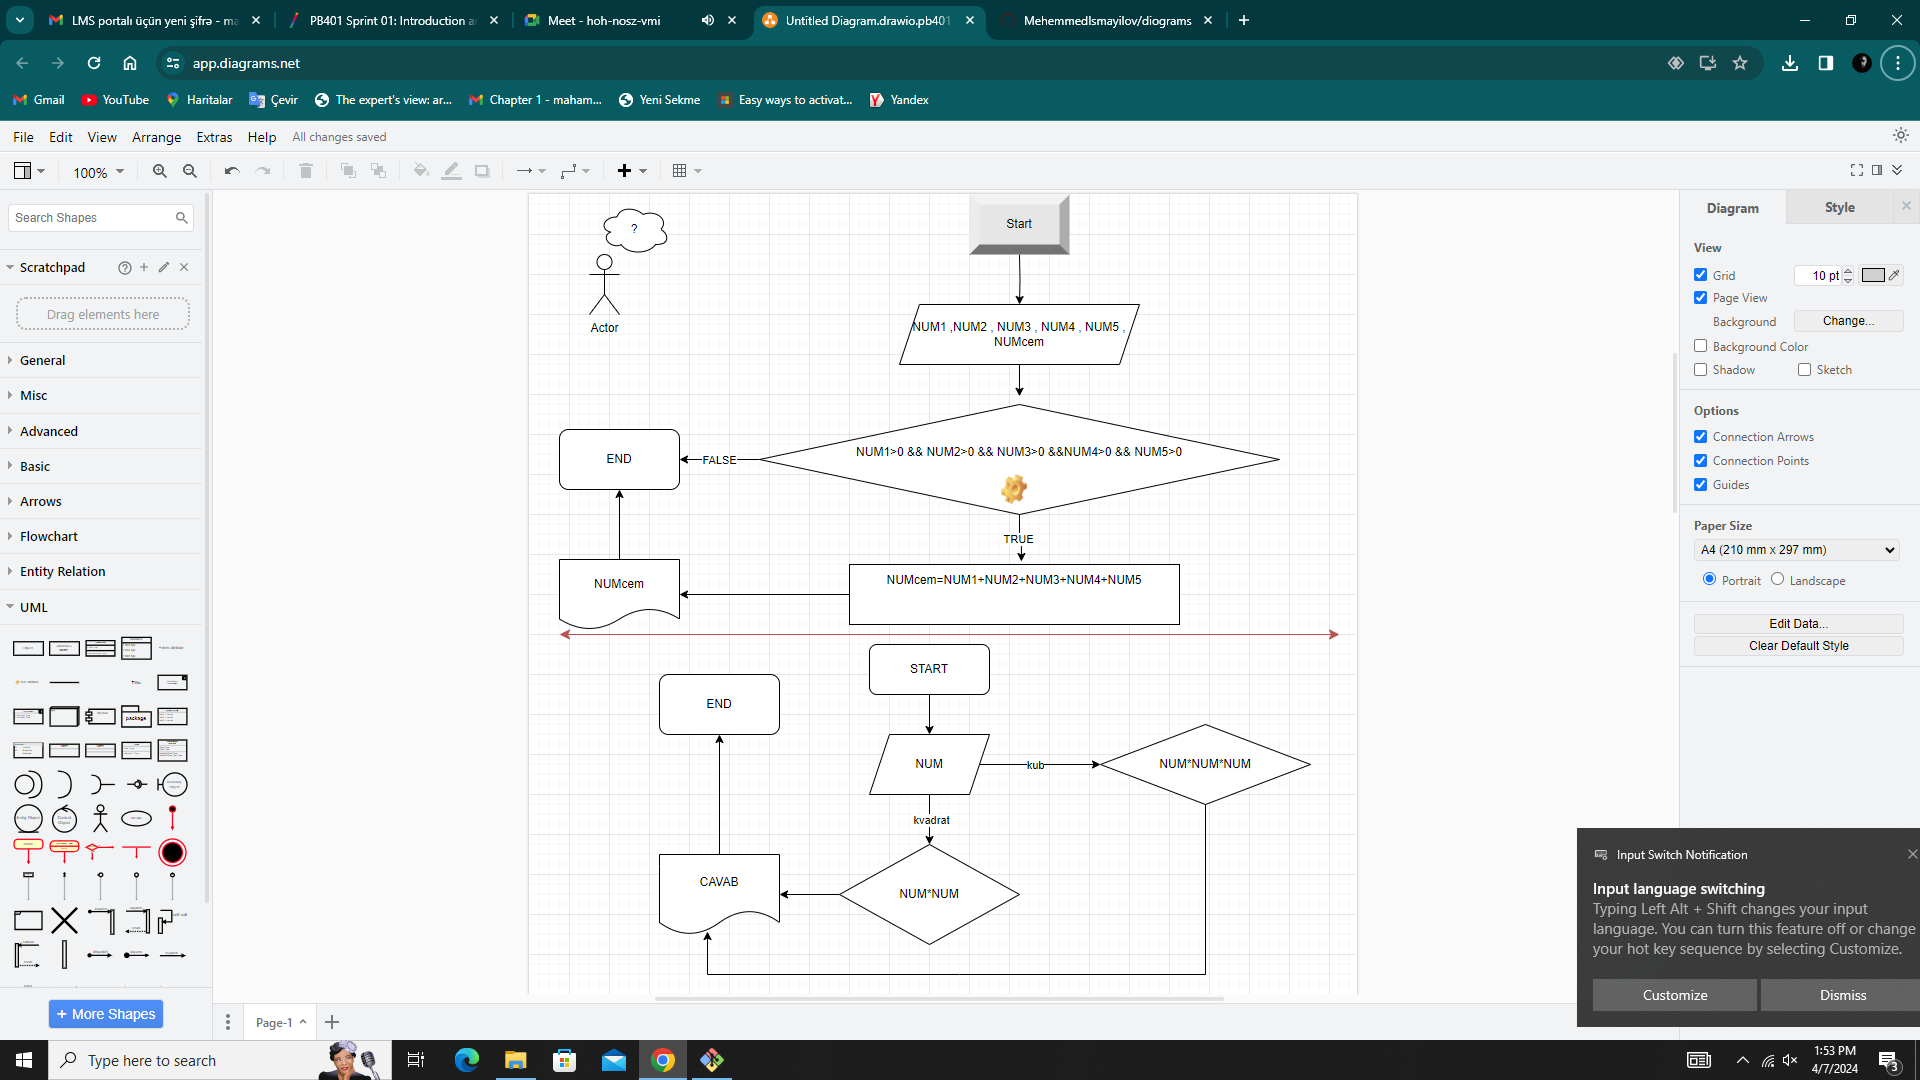 LMS portalı üçün yeni şifrə - ma
PB401 Sprint 01: Introduction a
Meet - hoh-nosz-vmi
Untitled Diagram.drawio.pb401
MehemmedIsmayilov/diograms
app.diagrams.net
Gmail
YouTube
Haritalar
Çevir
The expert's view: ar...
Chapter 1 - maham...
Yeni Sekme
Easy ways to activat...
Yandex
File Edit View Arrange Extras Help All changes saved
100%
Search Shapes
Scratchpad
Drag elements here
General
Misc
Advanced
Basic
Arrows
Flowchart
Entity Relation
UML
package
+ More Shapes
?
Actor
Start
NUM1 ,NUM2 , NUM3 , NUM4 , NUM5 ,
NUMcem
NUM1>0 && NUM2>0 && NUM3>0 &&NUM4>0 && NUM5>0
FALSE
END
TRUE
NUMcem
NUMcem=NUM1+NUM2+NUM3+NUM4+NUM5
START
END
NUM
kub
NUM*NUM*NUM
kvadrat
CAVAB
NUM*NUM
Page-1
Diagram
Style
View
Grid
10 pt
Page View
Background
Change...
Background Color
Shadow
Sketch
Options
Connection Arrows
Connection Points
Guides
Paper Size
A4 (210 mm x 297 mm)
Portrait
Landscape
Edit Data...
Clear Default Style
Input Switch Notification
Input language switching
Typing Left Alt + Shift changes your input
language. You can turn this feature off or change
your hot key sequence by selecting Customize.
Customize
Dismiss
Type here to search
1:53 PM
4/7/2024
3